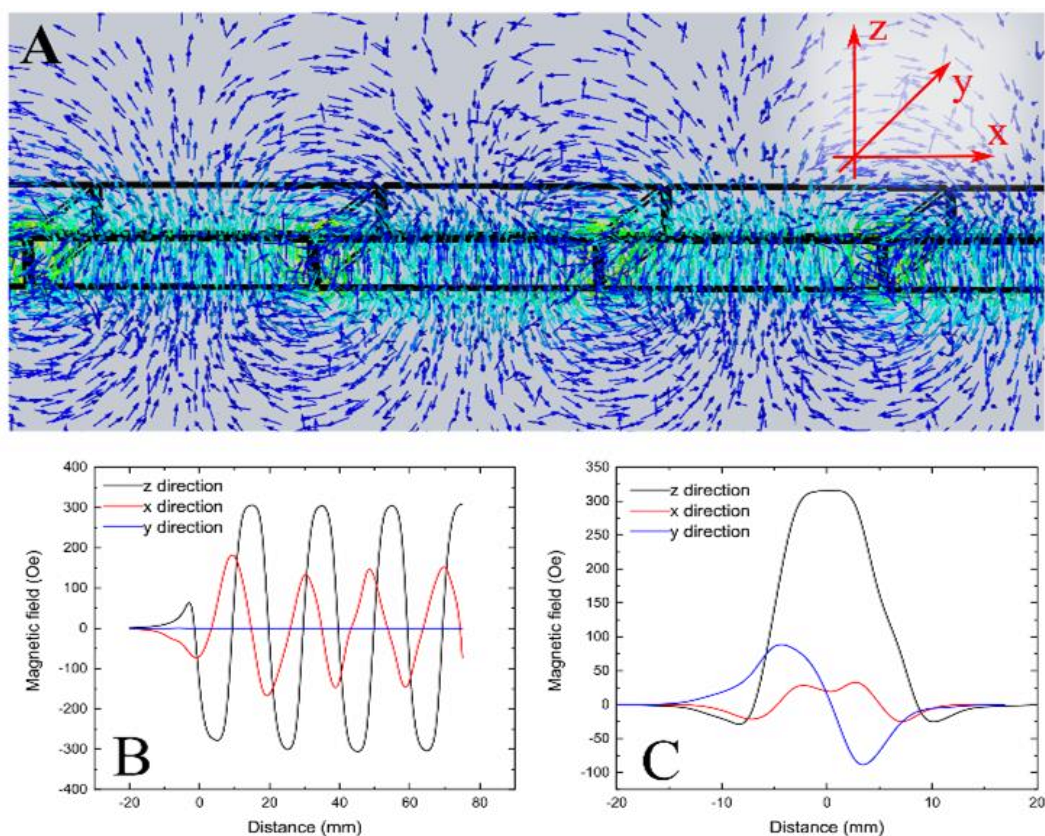 A
z
y
x
400
300
200
100
0
-100
-200
-300
-400
Magnetic field (Oe)
z direction
x direction
y direction
B
-20
0
20
40
60
80
Distance (mm)
350
300
250
200
150
100
50
0
-50
-100
Magnetic field (Oe)
z direction
x direction
y direction
C
-20
-10
0
10
20
Distance (mm)